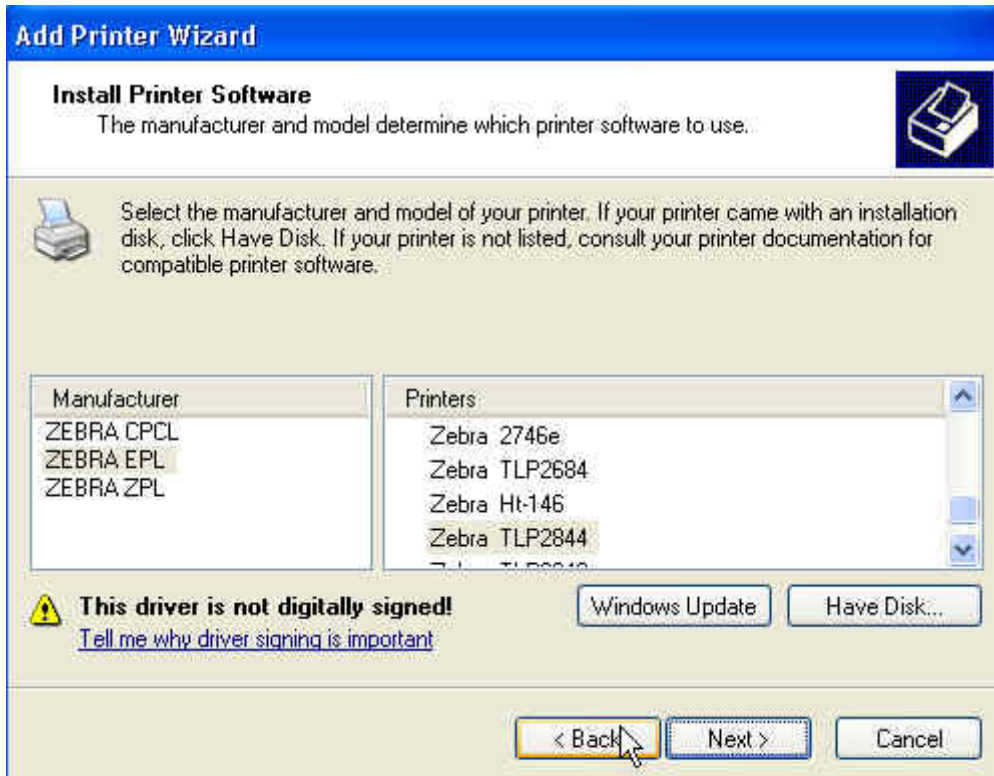 Add Printer Wizard
Install Printer Software
The manufacturer and model determine which printer software to use.
Select the manufacturer and model of your printer. If your printer came with an installation
disk, click Have Disk. If your printer is not listed, consult your printer documentation for
compatible printer software.
Manufacturer
ZEBRA CPCL
ZEBRA EPL
ZEBRA ZPL
Printers
Zebra 2746e
Zebra TLP2684
Zebra Ht-146
Zebra TLP2844
This driver is not digitally signed!
Tell me why driver signing is important
Windows Update
Have Disk...
< Back
Next >
Cancel